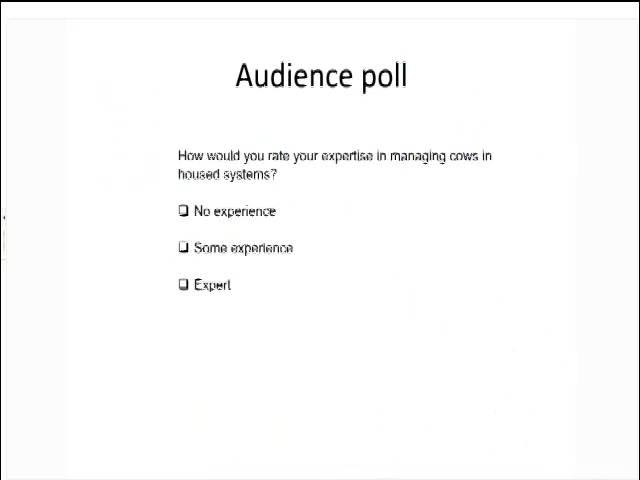 Audience poll
How would you rate your expertise in managing cows in
housed systems?
No experience
Some experience
Expert